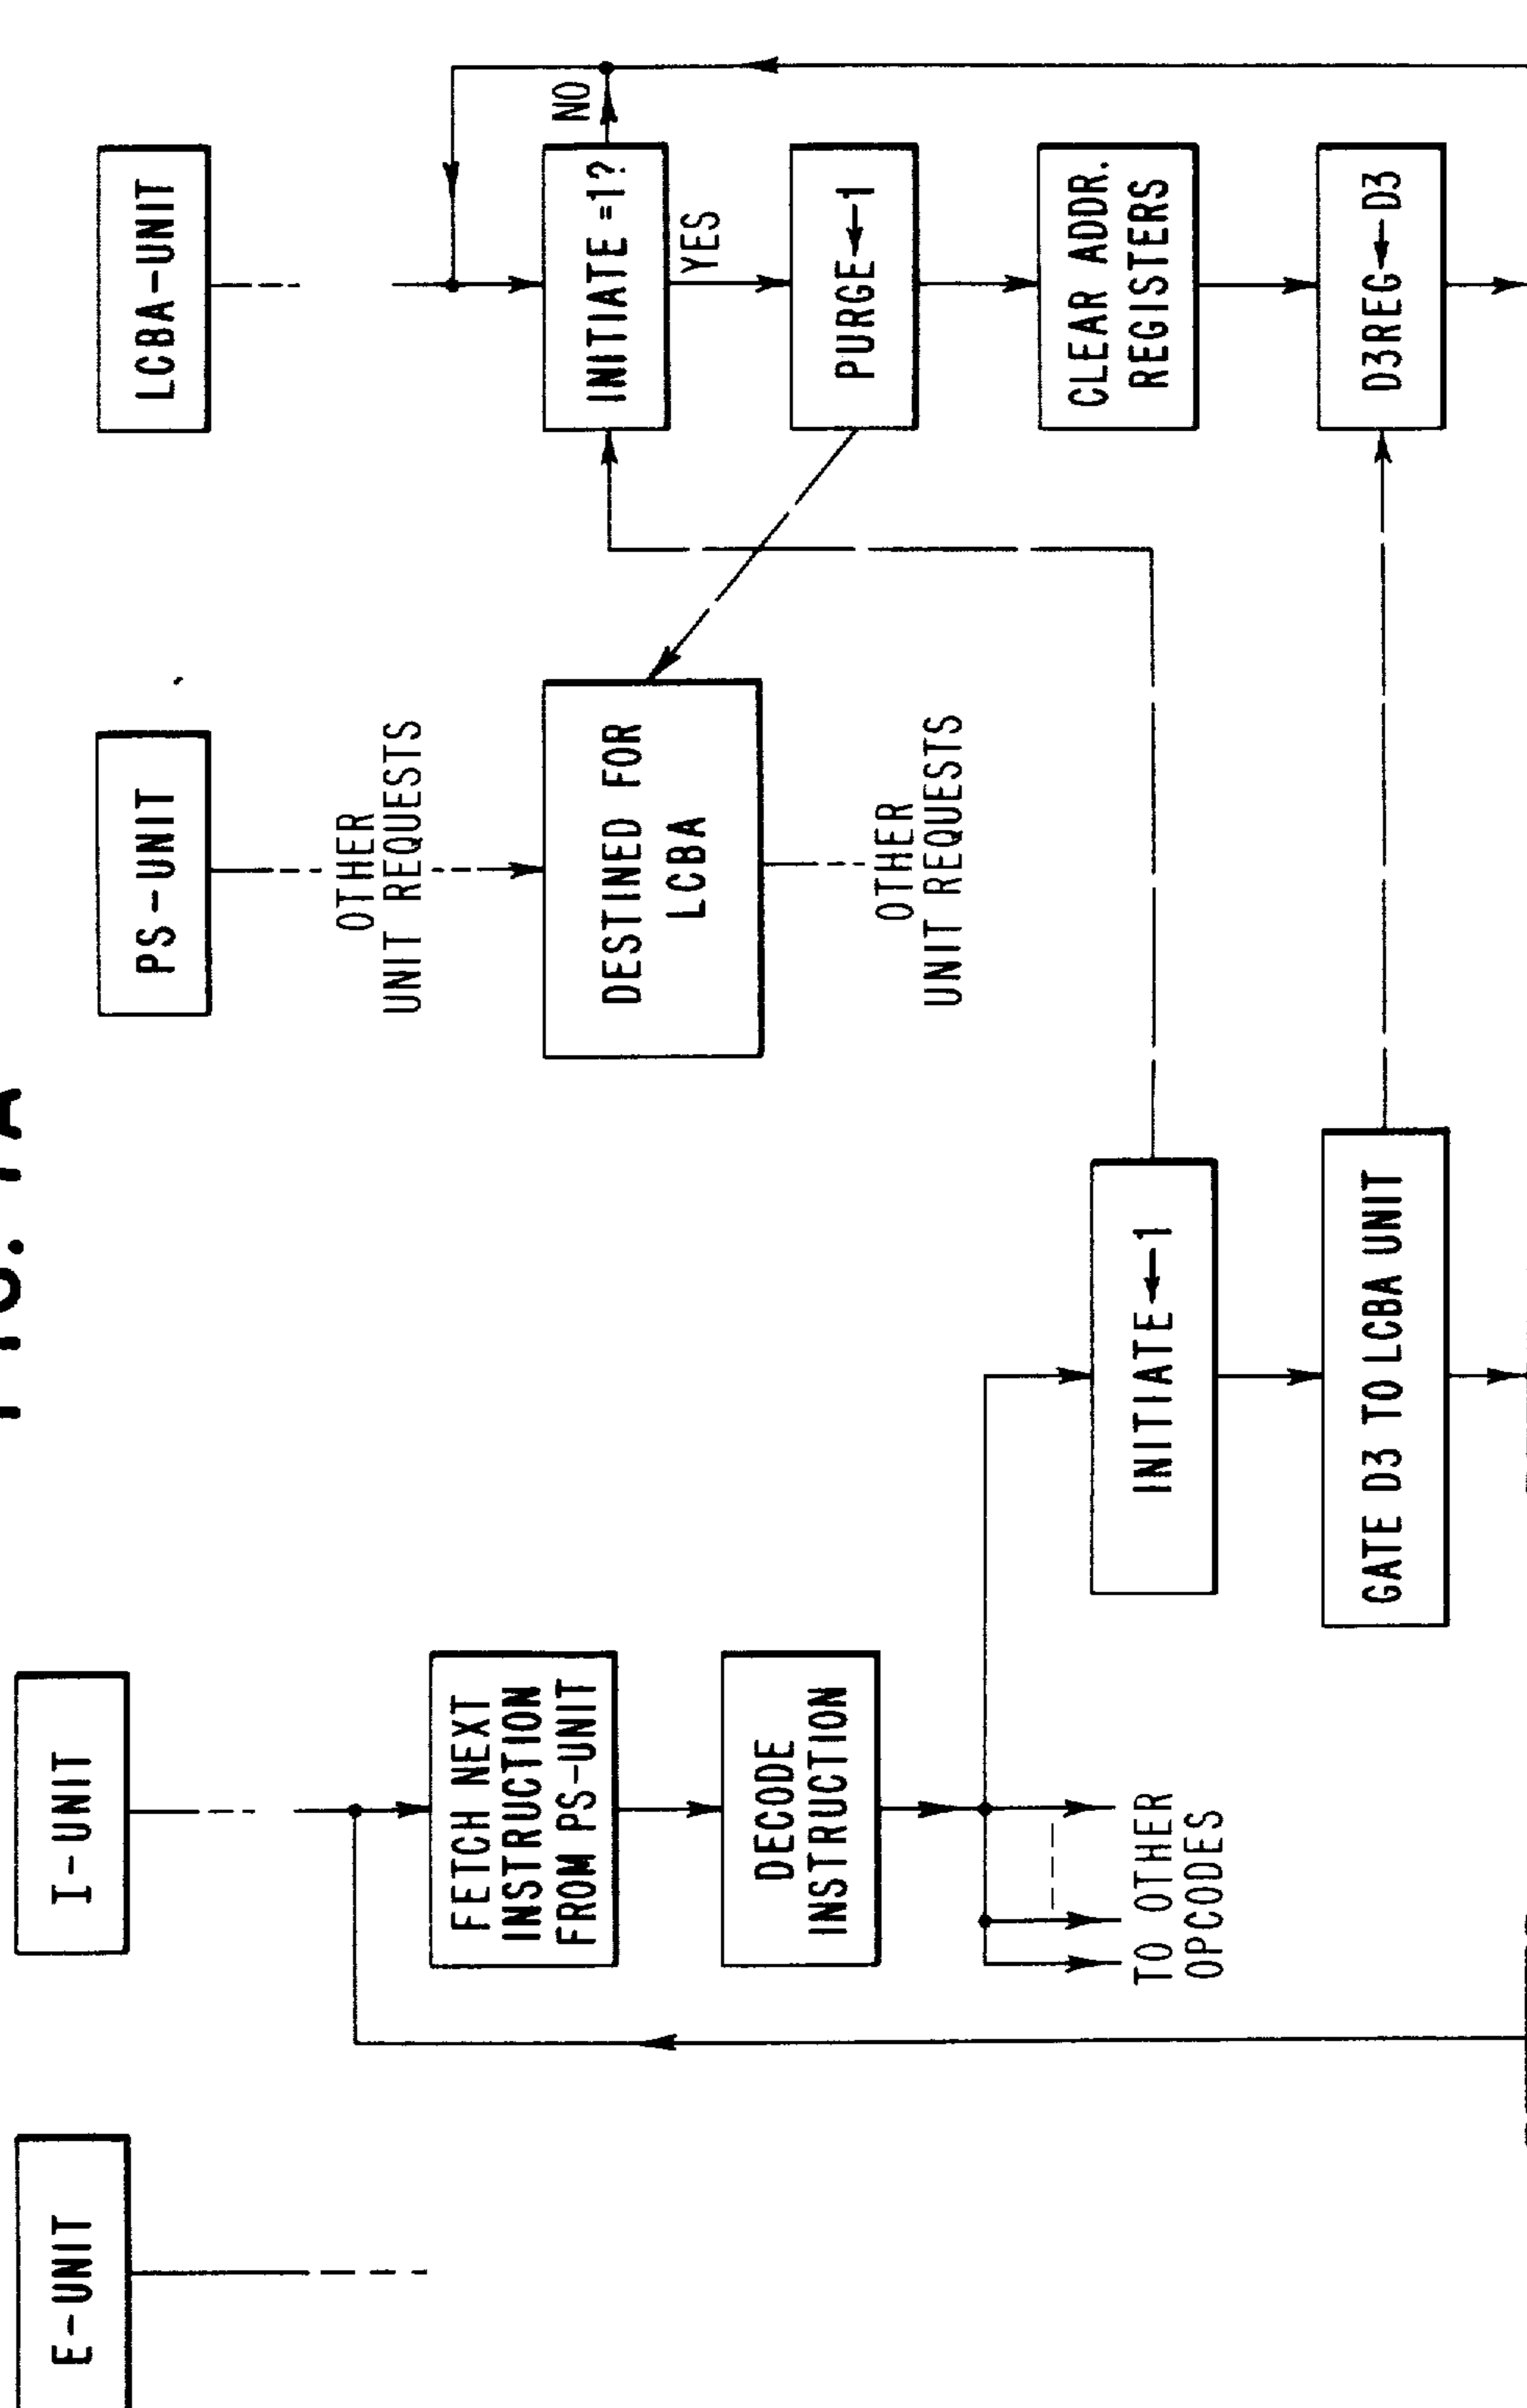 E-UNIT
I-UNIT
PS-UNIT
LCBA-UNIT
FETCH NEXT
INSTRUCTION
FROM PS-UNIT
DECODE
INSTRUCTION
TO OTHER
OPCODES
INITIATE←1
GATE D3 TO LCBA UNIT
OTHER
UNIT REQUESTS
DESTINED FOR
LCBA
OTHER
UNIT REQUESTS
INITIATE =1?
NO
YES
PURGE←1
CLEAR ADDR.
REGISTERS
D3REG←D3